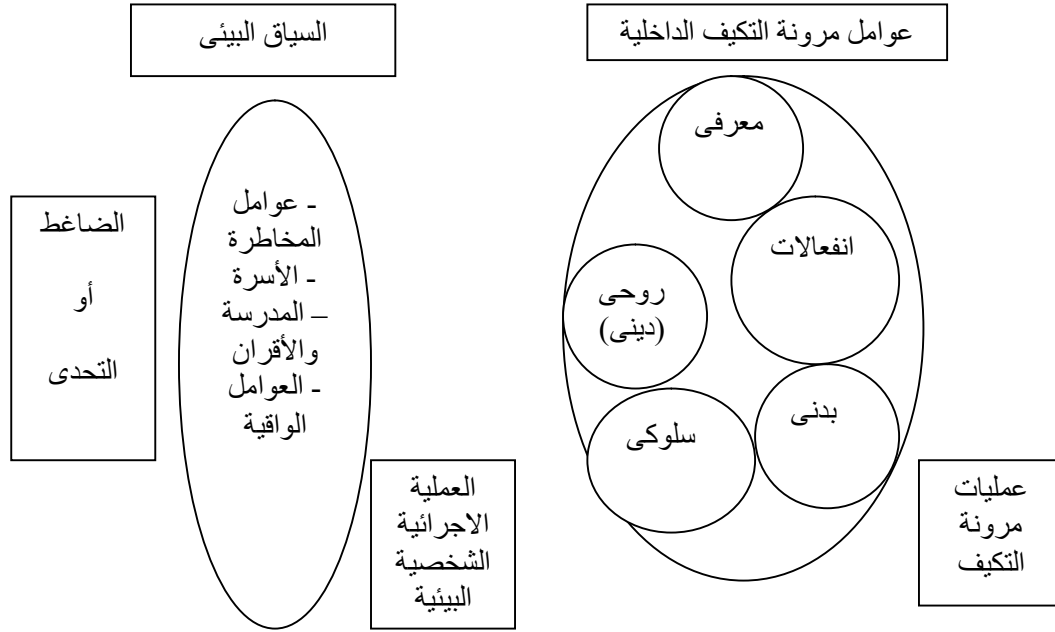 عوامل مرونة التكيف الداخلية
السياق البيئى
معرفى
انفعالات
روحى
(دينى)
بدنى
سلوكى
عمليات
مرونة
التكيف
- عوامل
المخاطرة
- الأسرة
– المدرسة
والأقران
- العوامل
الواقية
العملية
الاجرائية
الشخصية
البيئية
الضاغط
أو
التحدى